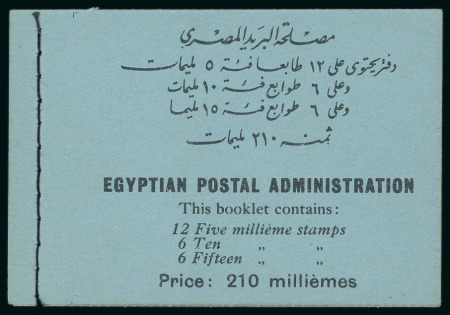 مصلحة البريد المصرى
دفتر يحتوى على ١٢ طابعا فئة ٥ مليمات
وعلى ٦ طوابع فئة ١٠ مليمات
وعلى ٦ طوابع فئة ١٥ مليما
ثمنه ٢١٠ مليمات
EGYPTIAN POSTAL ADMINISTRATION
This booklet contains:
12 Five millième stamps
6 Ten „ „
6 Fifteen „ „
Price: 210 millièmes